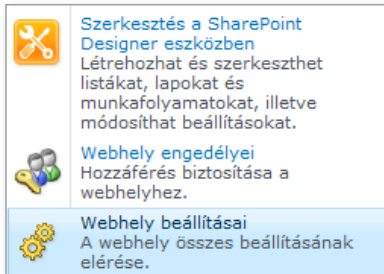 Szerkesztés a SharePoint
Designer eszközben
Létrehozhat és szerkeszthet
listákat, lapokat és
munkafolyamatokat, illetve
módosíthat beállításokat.
Webhely engedélyei
Hozzáférés biztosítása a
webhelyhez.
Webhely beállításai
A webhely összes beállításának
elérése.